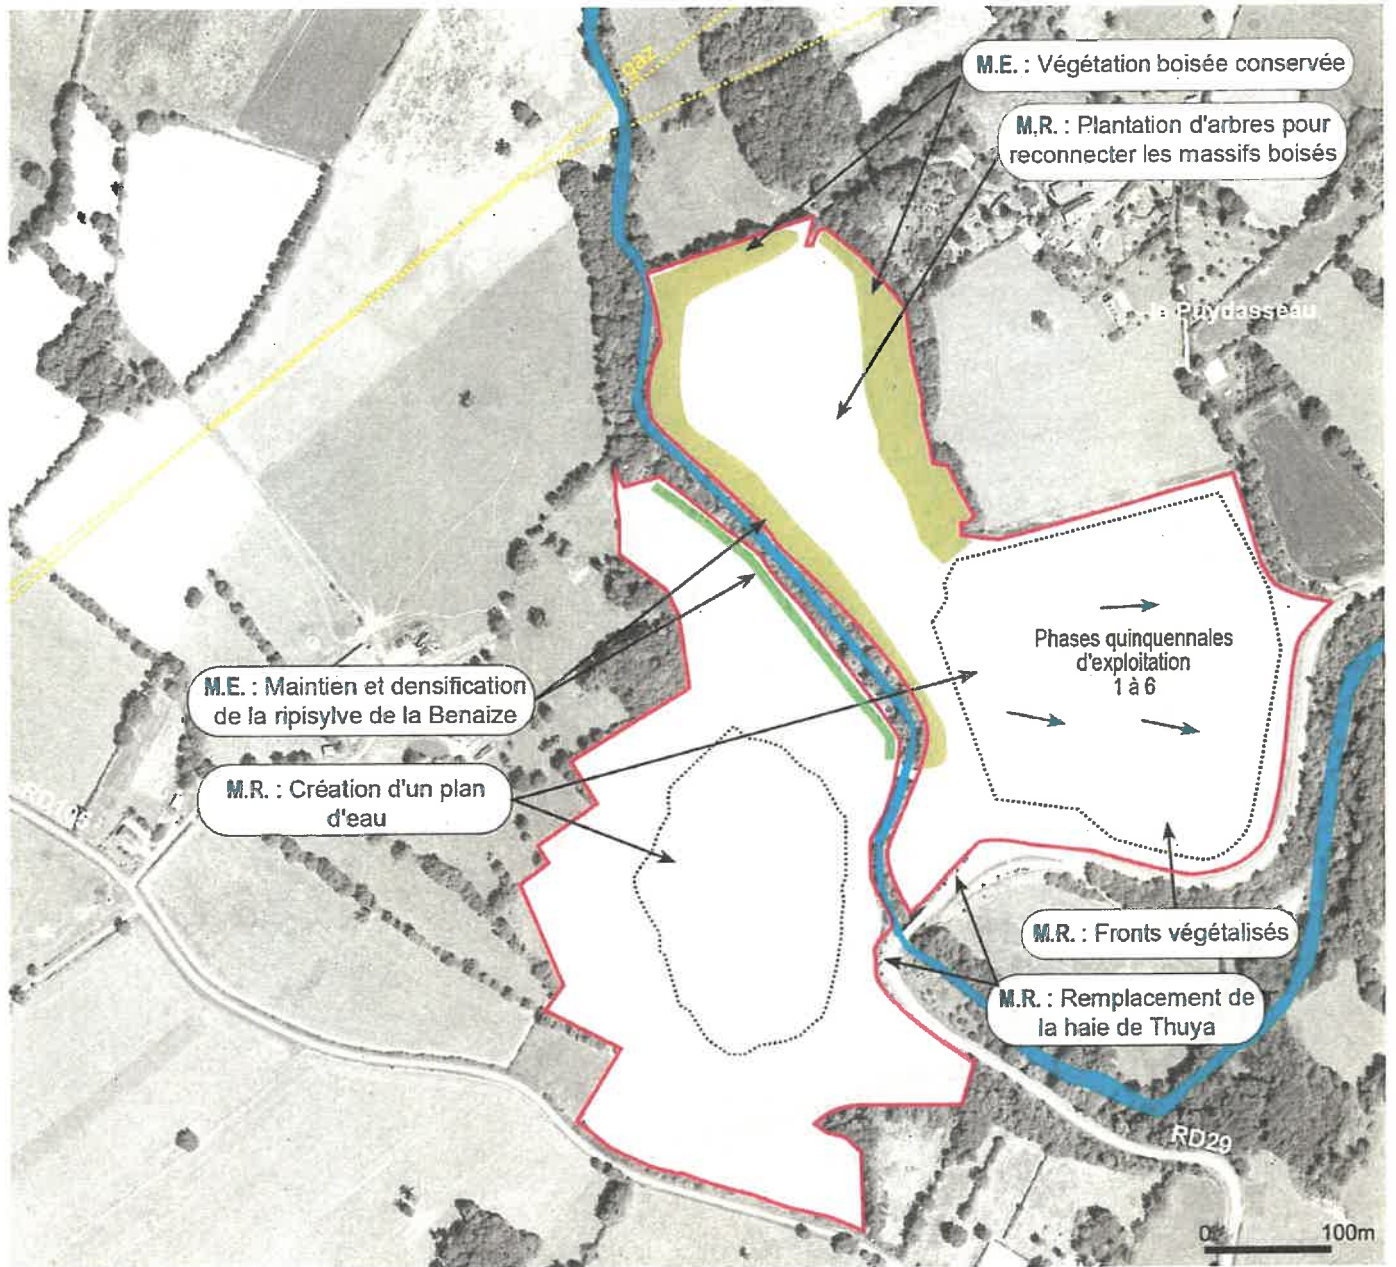 gaz
M.E. : Végétation boisée conservée
M.R. : Plantation d'arbres pour
reconnecter les massifs boisés
le Puydasseau
Phases quinquennales
d'exploitation
1 à 6
M.E. : Maintien et densification
de la ripisylve de la Benaize
M.R. : Création d'un plan
d'eau
M.R. : Fronts végétalisés
M.R. : Remplacement de
la haie de Thuya
RD29
0 100m